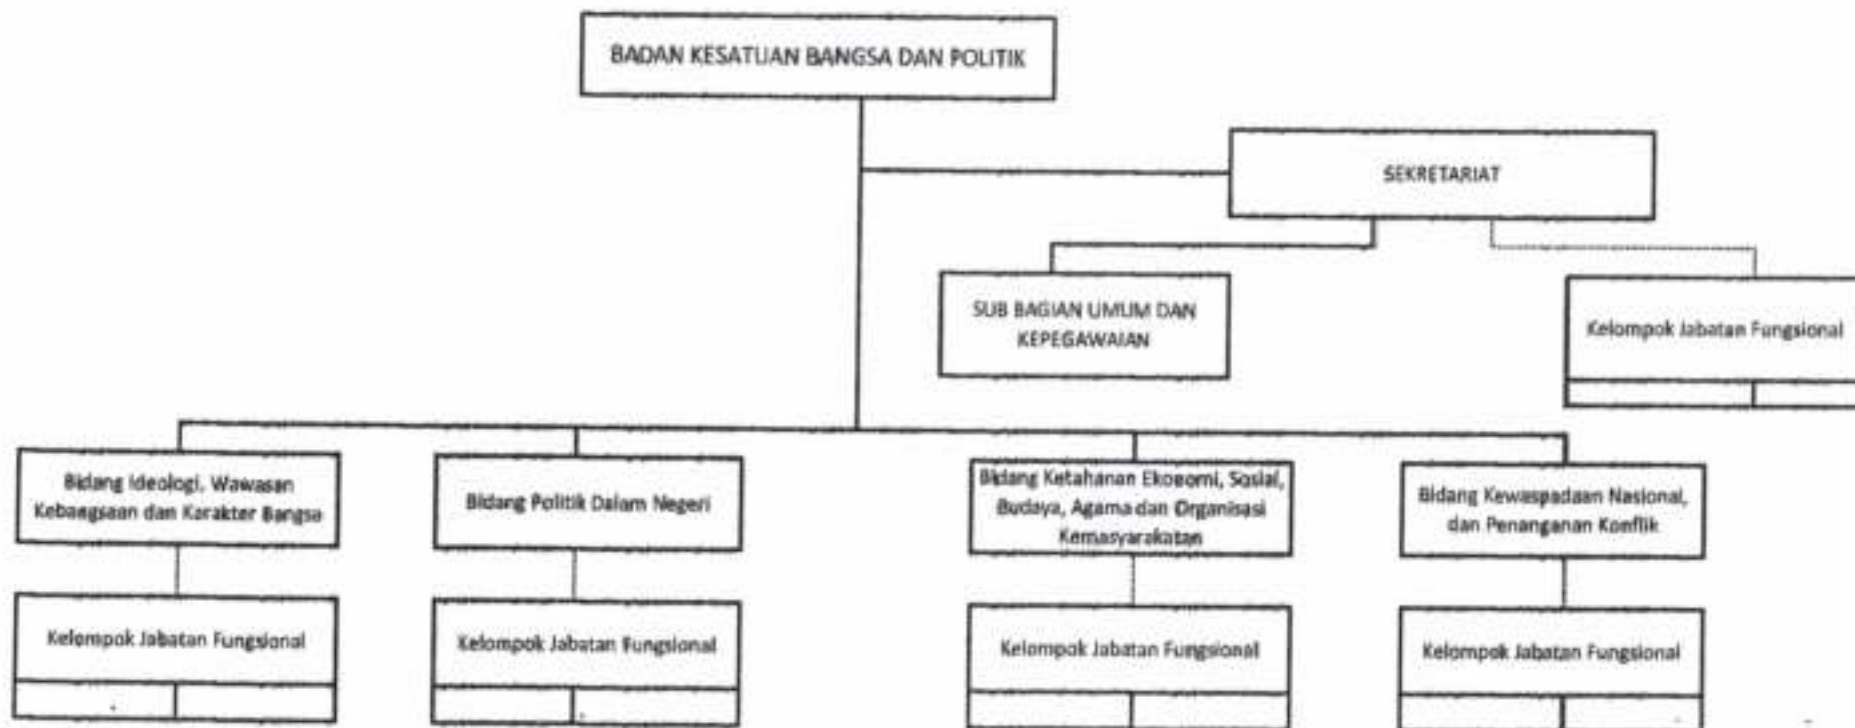 BADAN KESATUAN BANGSA DAN POLITIK
SEKRETARIAT
SUB BAGIAN UMUM DAN
KEPEGAWAIAN
Kelompok Jabatan Fungsional
Bidang Ideologi, Wawasan
Kebangsaan dan Karakter Bangsa
Bidang Politik Dalam Negeri
Bidang Ketahanan Ekonomi, Sosial,
Budaya, Agama dan Organisasi
Kemasyarakatan
Bidang Kewaspadaan Nasional,
dan Penanganan Konflik
Kelompok Jabatan Fungsional
Kelompok Jabatan Fungsional
Kelompok Jabatan Fungsional
Kelompok Jabatan Fungsional